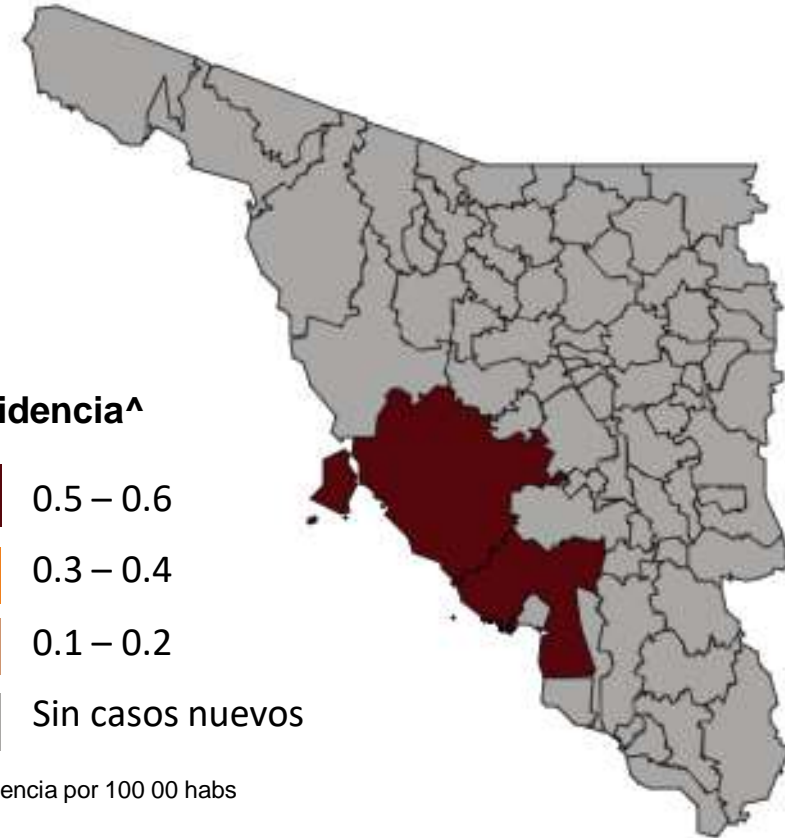 idencia^
0.5 – 0.6
0.3 – 0.4
0.1 – 0.2
Sin casos nuevos
encia por 100 00 habs